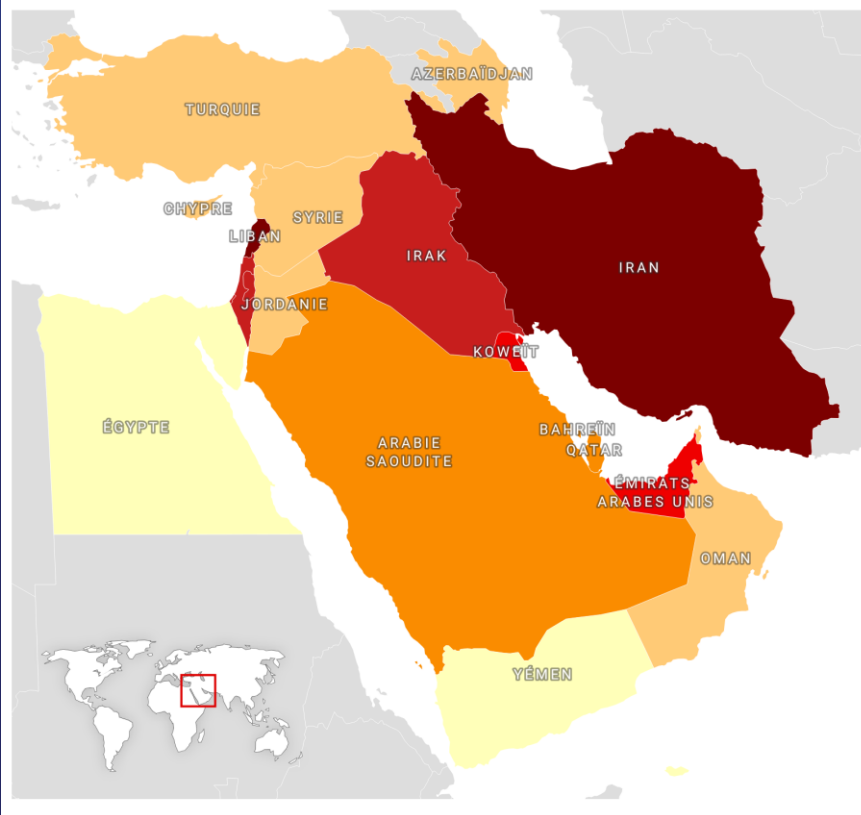 AZERBAÏDJAN
TURQUIE
CHYPRE
SYRIE
LIBAN
IRAK
IRAN
JORDANIE
KOWEÏT
ÉGYPTE
BAHREÏN
ARABIE
SAOUDITE
QATAR
ÉMIRATS
ARABES UNIS
OMAN
YÉMEN